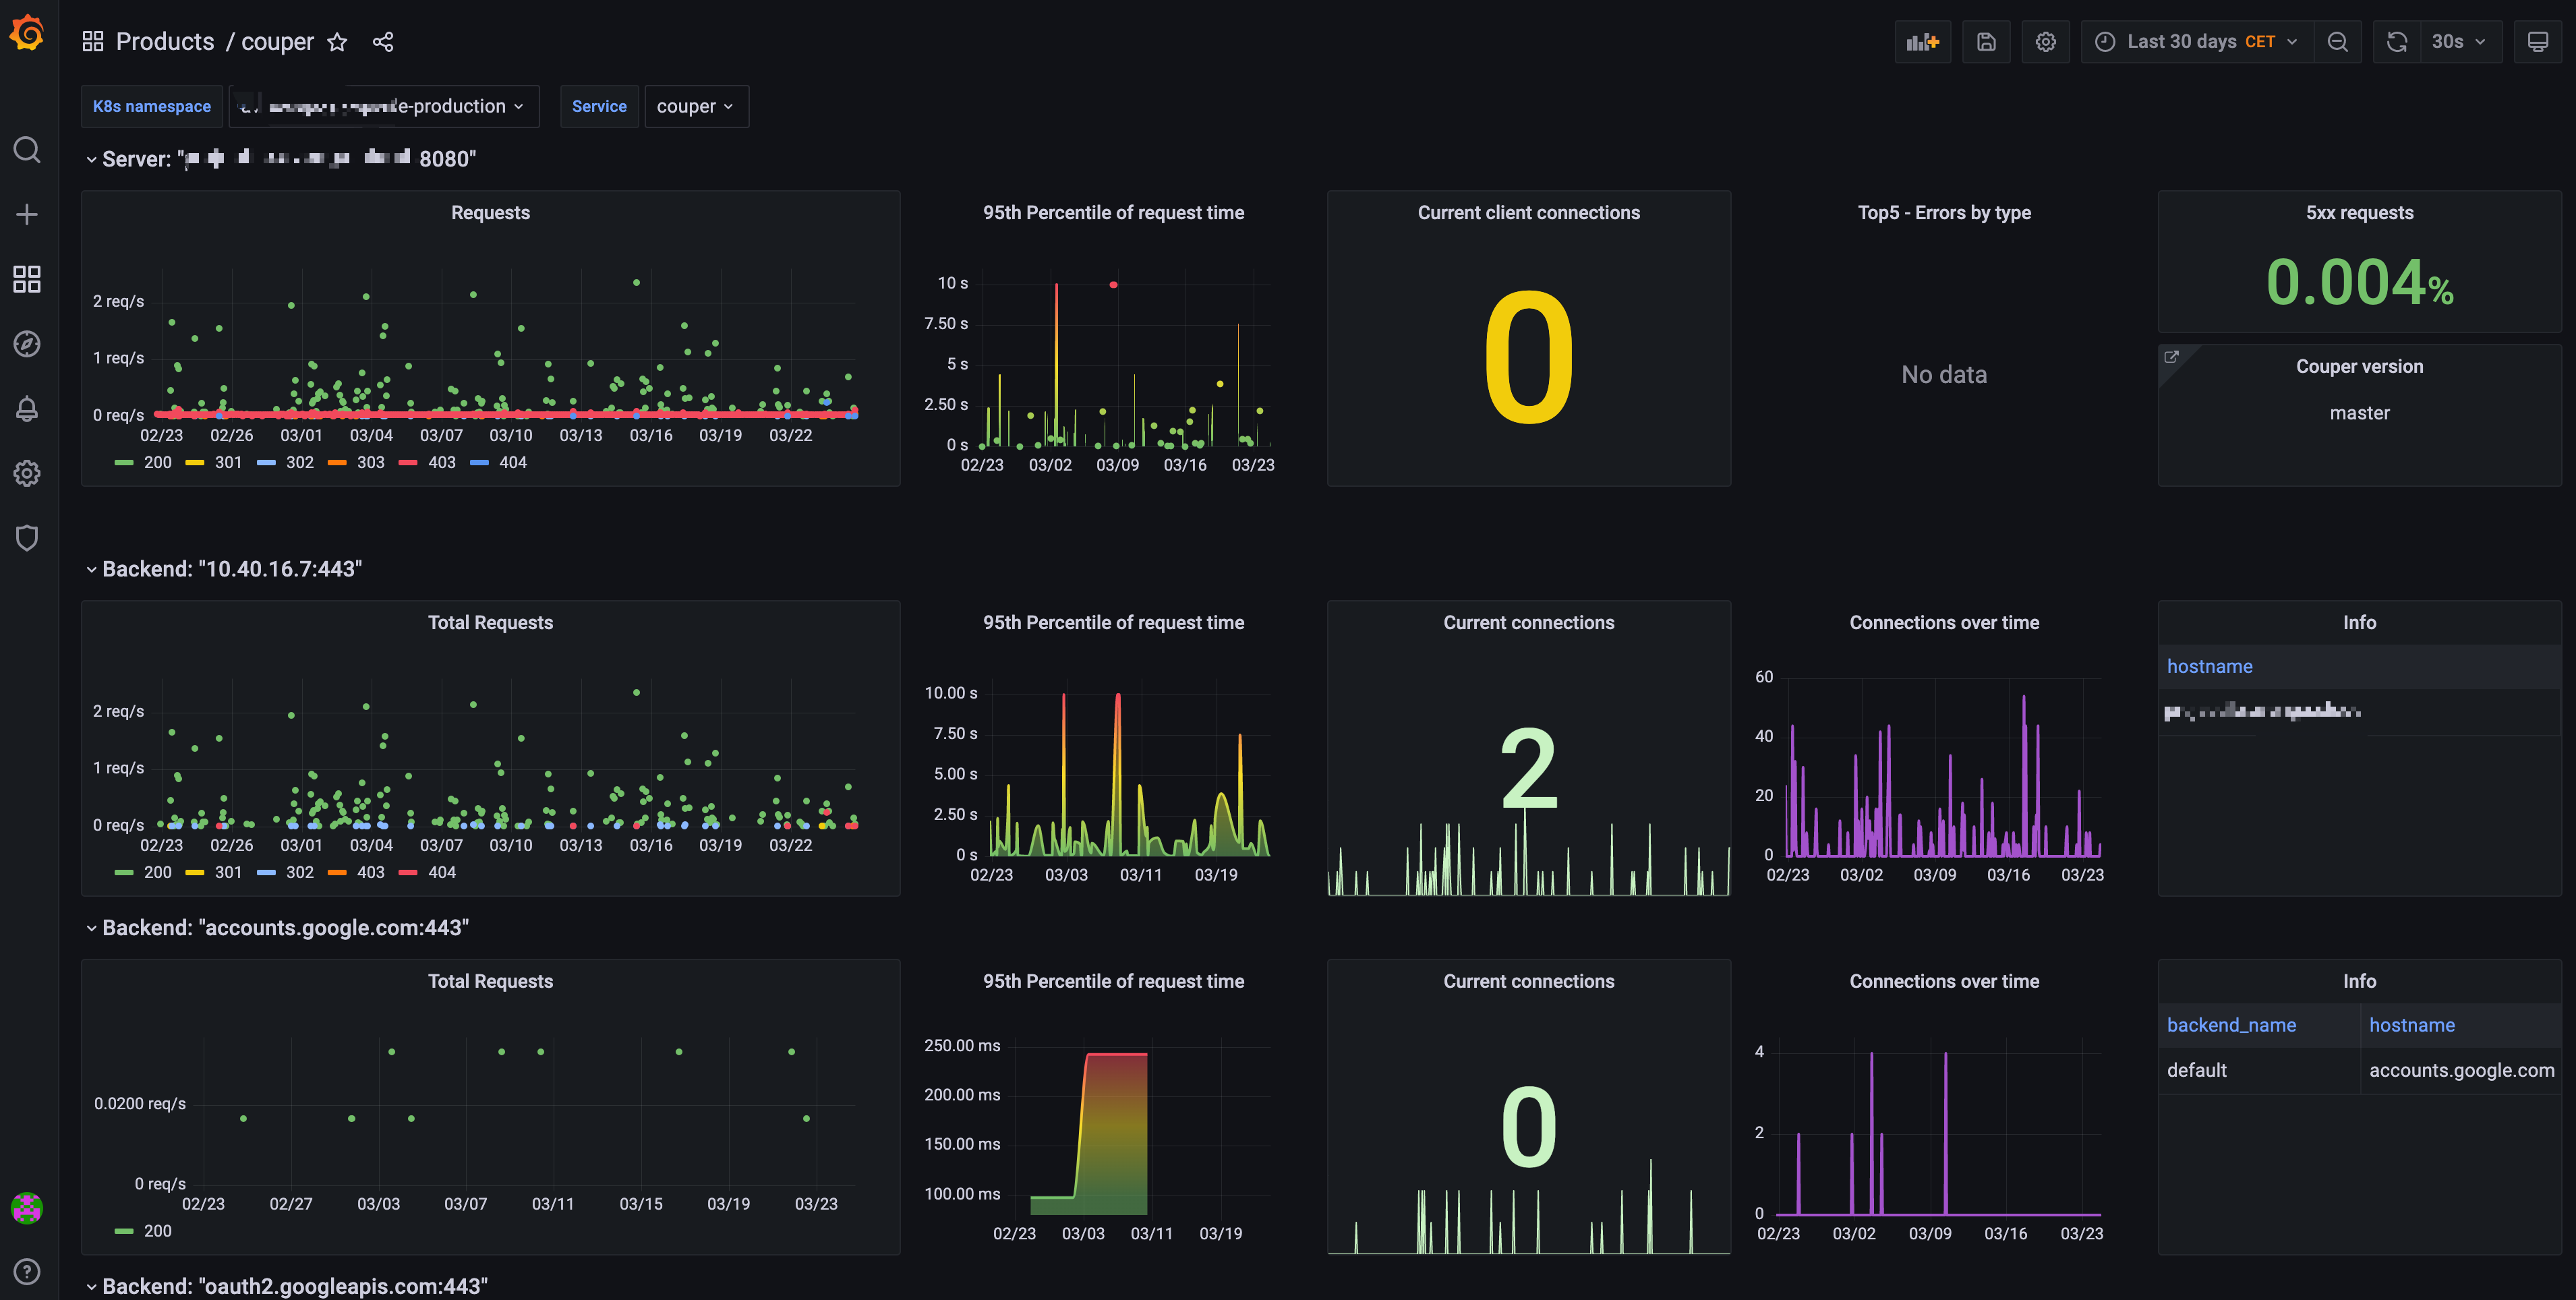 Products / couper
Last 30 days CET
30s
K8s namespace
e-production
Service
couper
Server: "
8080"
Requests
2 req/s
1 req/s
0 req/s
02/23 02/26 03/01 03/04 03/07 03/10 03/13 03/16 03/19 03/22
200 301 302 303 403 404
95th Percentile of request time
10 s
7.50 s
5 s
2.50 s
0 s
02/23 03/02 03/09 03/16 03/23
Current client connections
0
Top5 - Errors by type
No data
5xx requests
0.004%
Couper version
master
Backend: "10.40.16.7:443"
Total Requests
2 req/s
1 req/s
0 req/s
02/23 02/26 03/01 03/04 03/07 03/10 03/13 03/16 03/19 03/22
200 301 302 403 404
95th Percentile of request time
10.00 s
7.50 s
5.00 s
2.50 s
0 s
02/23 03/03 03/11 03/19
Current connections
2
Connections over time
60
40
20
0
02/23 03/02 03/09 03/16 03/23
Info
hostname
Backend: "accounts.google.com:443"
Total Requests
0.0200 req/s
0 req/s
02/23 02/27 03/03 03/07 03/11 03/15 03/19 03/23
200
95th Percentile of request time
250.00 ms
200.00 ms
150.00 ms
100.00 ms
02/23 03/03 03/11 03/19
Current connections
0
Connections over time
4
2
0
02/23 03/02 03/09 03/16 03/23
Info
backend_name hostname
default accounts.google.com
Backend: "oauth2.googleapis.com:443"